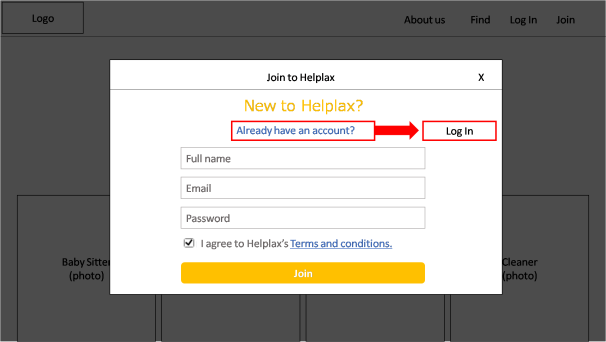 Logo
About us Find Log In Join
Join to Helplax X
New to Helplax?
Already have an account? Log In
Full name
Email
Password
I agree to Helplax's Terms and conditions.
Join
Baby Sitter
(photo)
Cleaner
(photo)